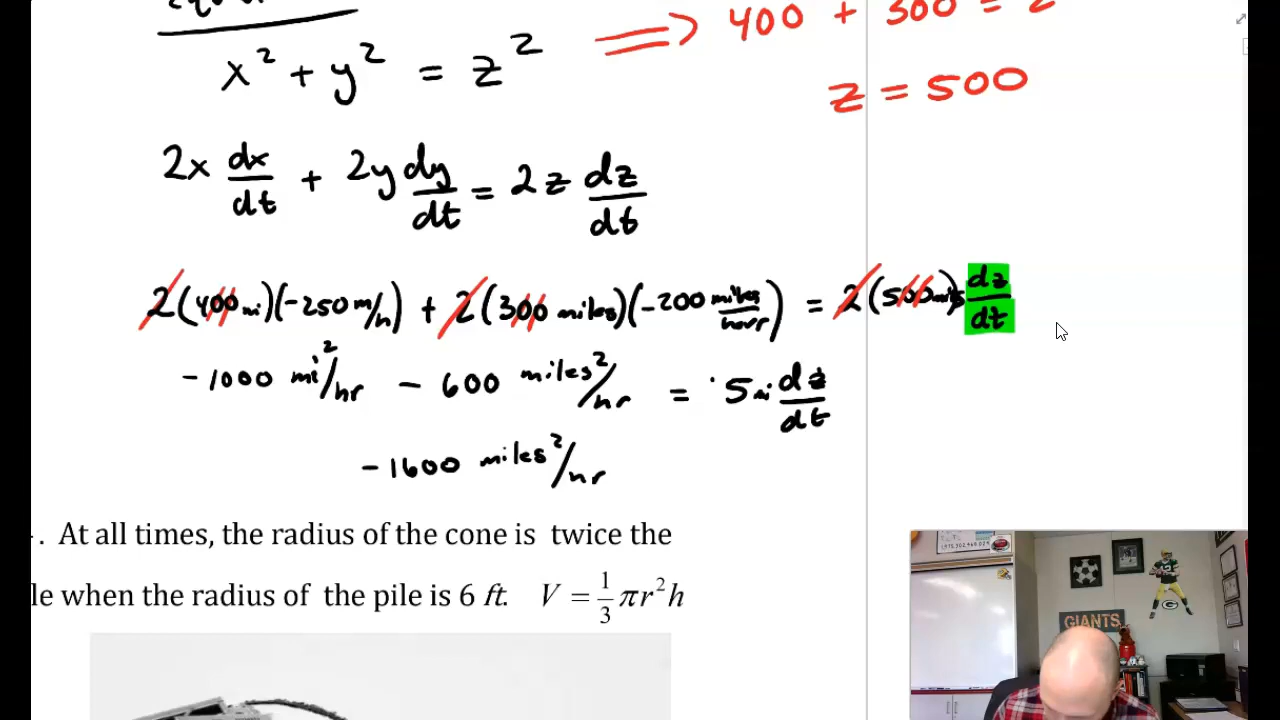 x² + y² = z² ⟹ 400 + 300 = z
z = 500
2x dx/dt + 2y dy/dt = 2z dz/dt
2(400 mi)(-250 m/h) + 2(300 miles)(-200 miles/hour) = 2(500 miles) dz/dt
-1000 mi²/hr - 600 miles²/hr = 5 mi dz/dt
-1600 miles²/hr
. At all times, the radius of the cone is twice the
le when the radius of the pile is 6 ft. V = 1/3 πr²h
GIANTS